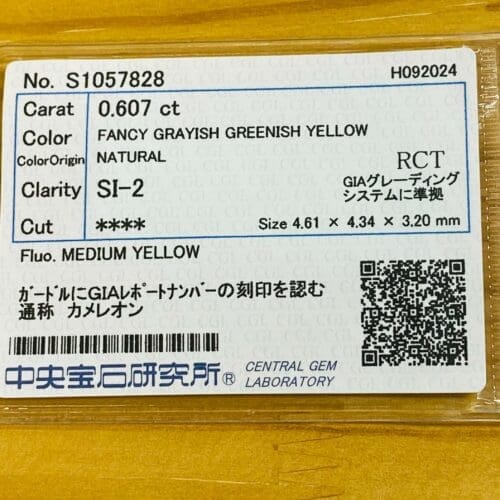 No. S1057828
H092024
Carat 0.607 ct
Color FANCY GRAYISH GREENISH YELLOW
ColorOrigin NATURAL
RCT
Clarity SI-2
GIAグレーディング
システムに準拠
Cut ****
Size 4.61 × 4.34 × 3.20 mm
Fluo. MEDIUM YELLOW
ガードルにGIAレポートナンバーの刻印を認む
通称 カメレオン
中央宝石研究所®
CENTRAL GEM
LABORATORY